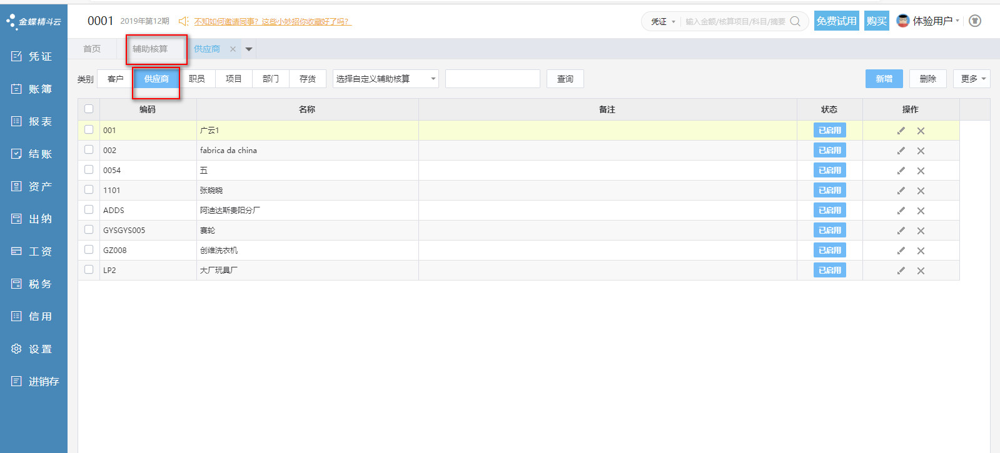 金蝶精斗云
0001 2019年第12期 不知如何邀请同事？这些小妙招你收藏好了吗？ 凭证 输入金额/核算项目/科目/摘要 免费试用 购买 体验用户
首页 辅助核算 供应商
类别 客户 供应商 职员 项目 部门 存货 选择自定义辅助核算 查询 新增 删除 更多
凭证
账簿
报表
结账
资产
出纳
工资
税务
信用
设置
进销存
编码 名称 备注 状态 操作
001 广云1 已启用
002 fabrica da china 已启用
0054 五 已启用
1101 张晓晓 已启用
ADDS 阿迪达斯贵阳分厂 已启用
GYSGYS005 赛轮 已启用
GZ008 创维洗衣机 已启用
LP2 大厂玩具厂 已启用